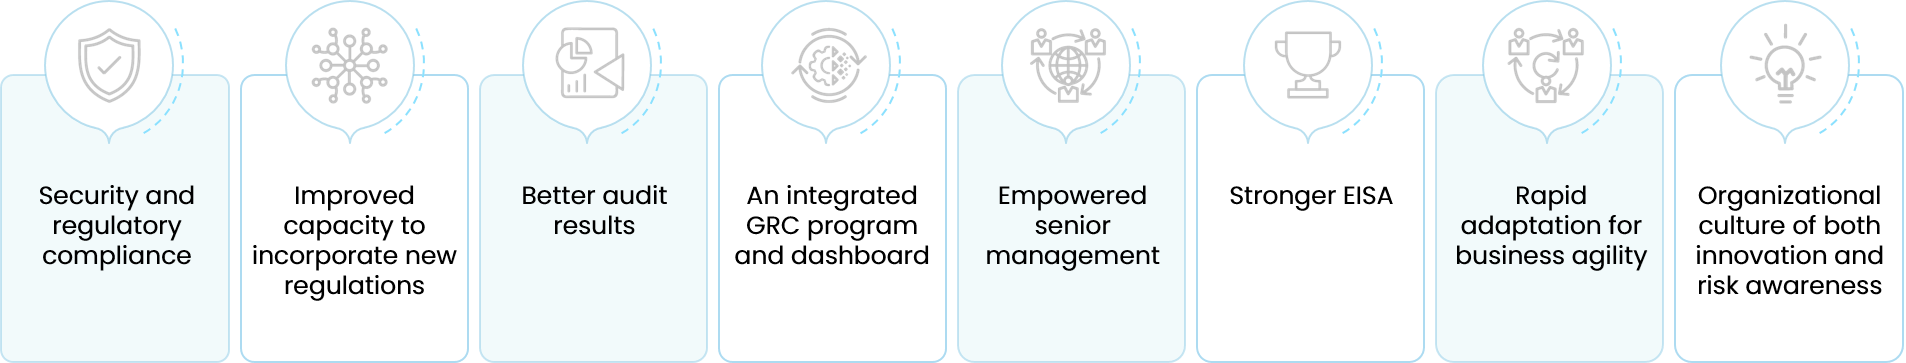 Security and
regulatory
compliance
Improved
capacity to
incorporate new
regulations
Better audit
results
An integrated
GRC program
and dashboard
Empowered
senior
management
Stronger EISA
Rapid
adaptation for
business agility
Organizational
culture of both
innovation and
risk awareness